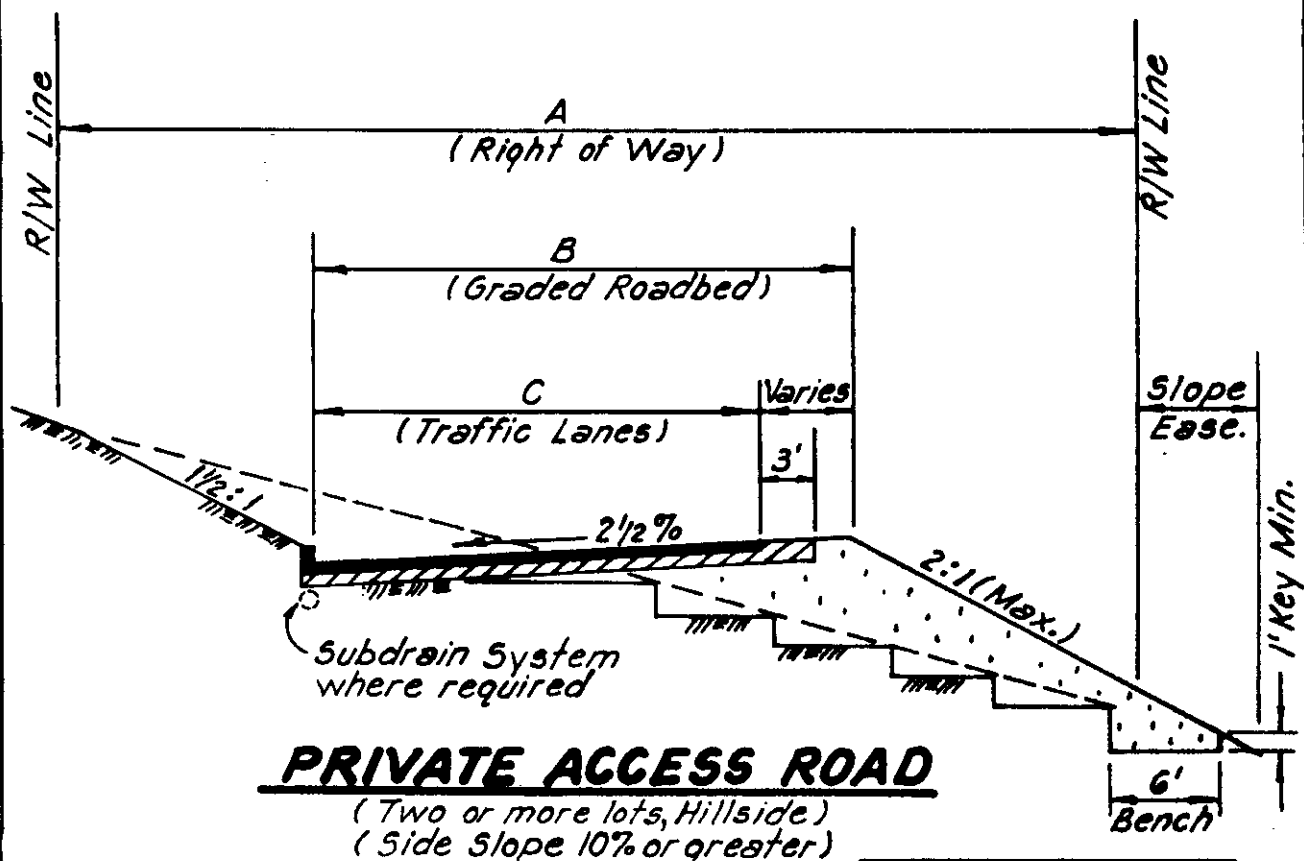 R/W Line
A
(Right of Way)
R/W Line
B
(Graded Roadbed)
C
(Traffic Lanes)
Varies
3'
Slope
Ease.
1½:1
2½%
2:1 (Max.)
1' Key Min.
Subdrain System
where required
6'
Bench
PRIVATE ACCESS ROAD
(Two or more lots, Hillside)
(Side Slope 10% or greater)